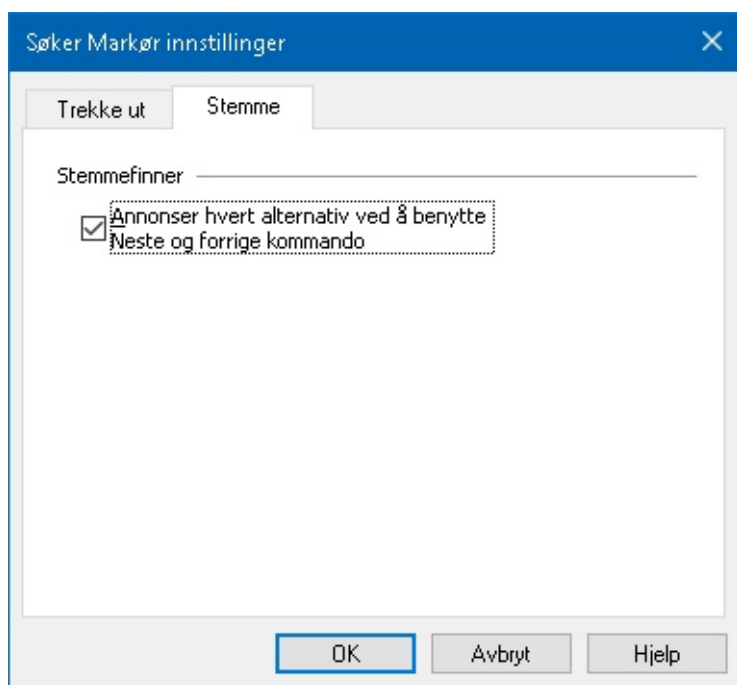 Søker Markør innstillinger
Trekke ut
Stemme
Stemmefinner
Annonser hvert alternativ ved å benytte
Neste og forrige kommando
OK
Avbryt
Hjelp